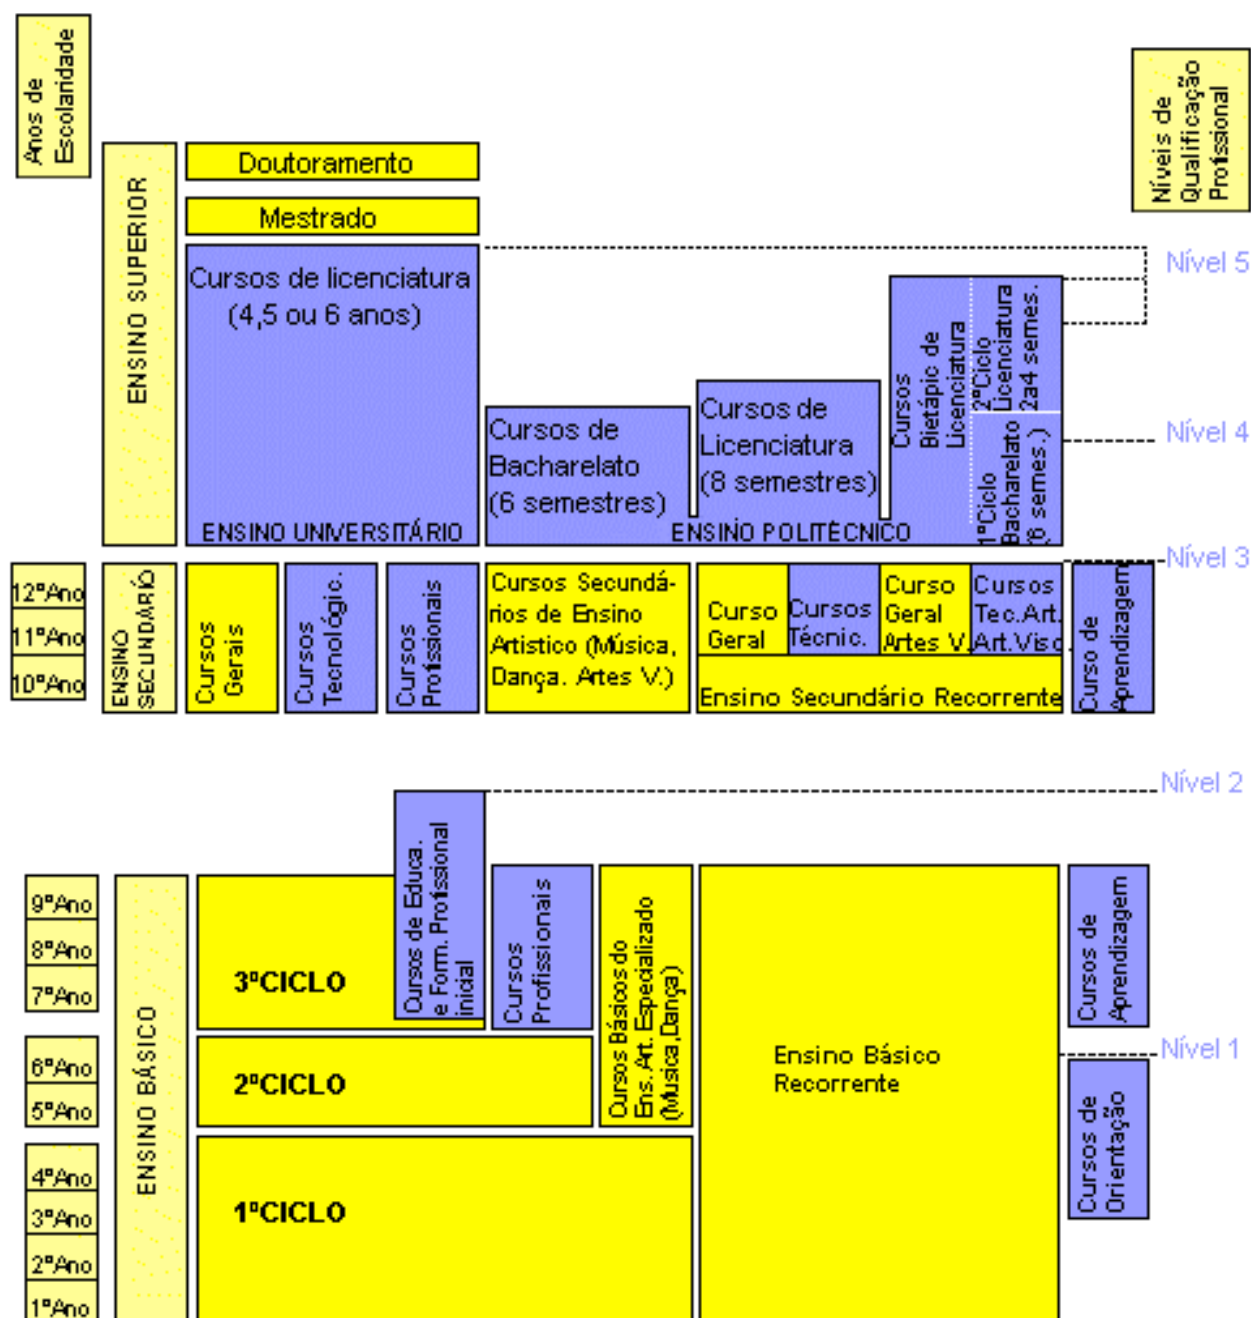 Anos de
Escolaridade
Níveis de
Qualificação
Profissional
ENSINO SUPERIOR
Doutoramento
Mestrado
Cursos de licenciatura
(4,5 ou 6 anos)
ENSINO UNIVERSITÁRIO
Cursos de
Bacharelato
(6 semestres)
Cursos de
Licenciatura
(8 semestres)
ENSINO POLITÉCNICO
Cursos
Bietápic de
Licenciatura
2ºCiclo
Licenciatura
2a4 semes.
1ºCiclo
Bacharelato
(6 semes.)
Nível 5
Nível 4
Nível 3
12ºAno
11ºAno
10ºAno
ENSINO
SECUNDÁRIO
Cursos
Gerais
Cursos
Tecnológic.
Cursos
Profissionais
Cursos Secundá-
rios de Ensino
Artistico (Música,
Dança. Artes V.)
Curso
Geral
Cursos
Técnic.
Curso
Geral
Artes V.
Cursos
Tec.Art.
Art.Visc.
Ensino Secundário Recorrente
Curso de
Aprendizagem
Nível 2
9ºAno
8ºAno
7ºAno
6ºAno
5ºAno
4ºAno
3ºAno
2ºAno
1ºAno
ENSINO BÁSICO
3ºCICLO
Cursos de Educa.
e Form. Profissional
inicial
Cursos
Profissionais
Cursos Básicos do
Ens. Art. Especializado
(Musica,Dança)
2ºCICLO
1ºCICLO
Ensino Básico
Recorrente
Cursos de
Aprendizagem
Nível 1
Cursos de
Orientação